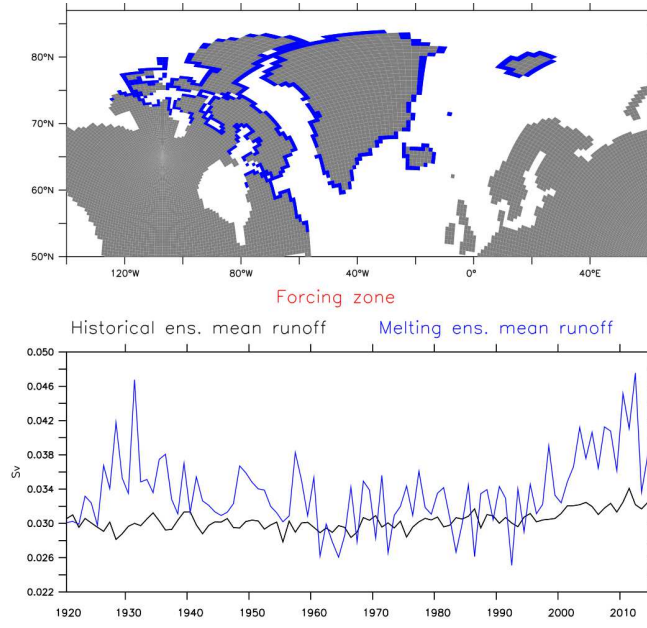 80°N
70°N
60°N
50°N
120°W 80°W 40°W 0°W 40°E
Forcing zone
Historical ens. mean runoff Melting ens. mean runoff
0.050
0.046
0.042
0.038
Sv
0.034
0.030
0.026
0.022
1920 1930 1940 1950 1960 1970 1980 1990 2000 2010